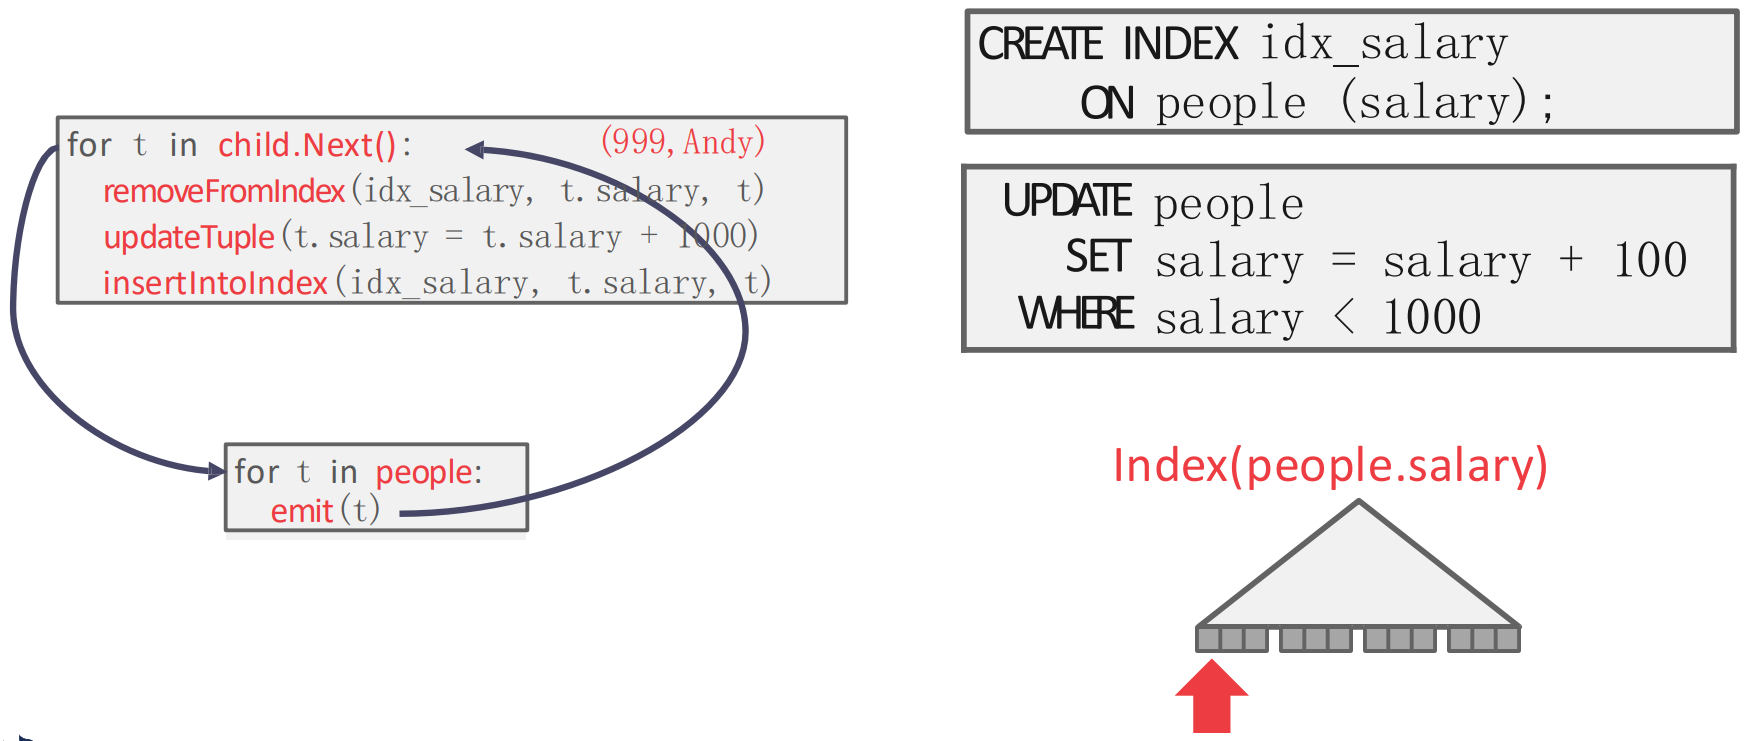 for t in child.Next(): (999,Andy)
removeFromIndex(idx_salary, t.salary, t)
updateTuple(t.salary = t.salary + 1000)
insertIntoIndex(idx_salary, t.salary, t)
for t in people:
emit(t)
CREATE INDEX idx_salary
ON people (salary);
UPDATE people
SET salary = salary + 100
WHERE salary < 1000
Index(people.salary)